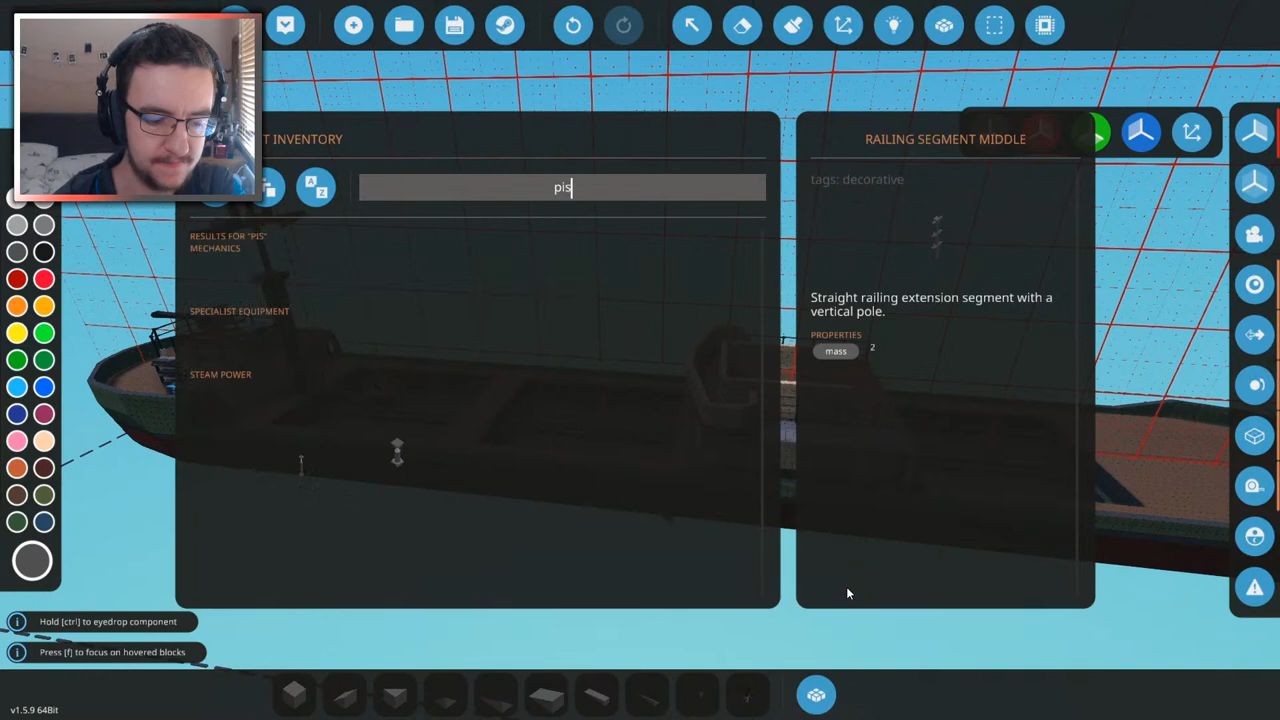 T INVENTORY
RAILING SEGMENT MIDDLE
tags: decorative
A
Z
pis
RESULTS FOR "PIS"
MECHANICS
SPECIALIST EQUIPMENT
STEAM POWER
Straight railing extension segment with a
vertical pole.
PROPERTIES
mass 2
Hold [ctrl] to eyedrop component
Press [f] to focus on hovered blocks
v1.5.9 64Bit